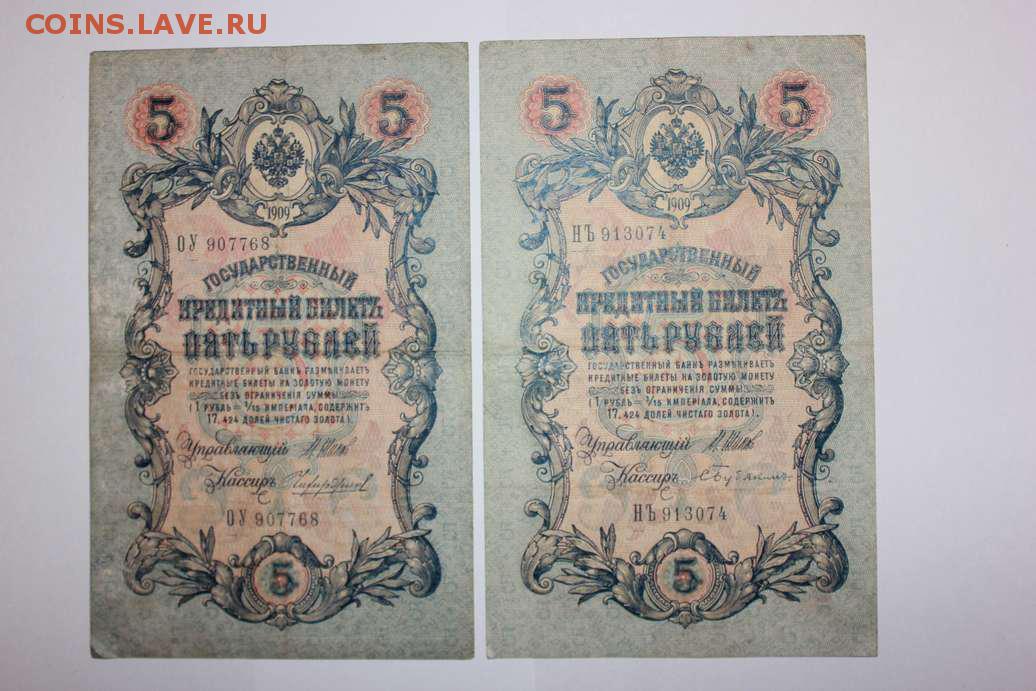 COINS.LAVE.RU
5 5
1909
ОУ 907768
ГОСУДАРСТВЕННЫЙ
КРЕДИТНЫЙ БИЛЕТЪ
ПЯТЬ РУБЛЕЙ
ГОСУДАРСТВЕННЫЙ БАНКЪ РАЗМѢНИВАЕТЪ
КРЕДИТНЫЕ БИЛЕТЫ НА ЗОЛОТУЮ МОНЕТУ
БЕЗЪ ОГРАНИЧЕНІЯ СУММЫ
(1 РУБЛЬ = 1/15 ИМПЕРІАЛА, СОДЕРЖИТЪ
17,424 ДОЛЕЙ ЧИСТАГО ЗОЛОТА).
Управляющій
Кассиръ
ОУ 907768
5
5 5
1909
НЪ 913074
ГОСУДАРСТВЕННЫЙ
КРЕДИТНЫЙ БИЛЕТЪ
ПЯТЬ РУБЛЕЙ
ГОСУДАРСТВЕННЫЙ БАНКЪ РАЗМѢНИВАЕТЪ
КРЕДИТНЫЕ БИЛЕТЫ НА ЗОЛОТУЮ МОНЕТУ
БЕЗЪ ОГРАНИЧЕНІЯ СУММЫ
(1 РУБЛЬ = 1/15 ИМПЕРІАЛА, СОДЕРЖИТЪ
17,424 ДОЛЕЙ ЧИСТАГО ЗОЛОТА).
Управляющій
Кассиръ
НЪ 913074
5